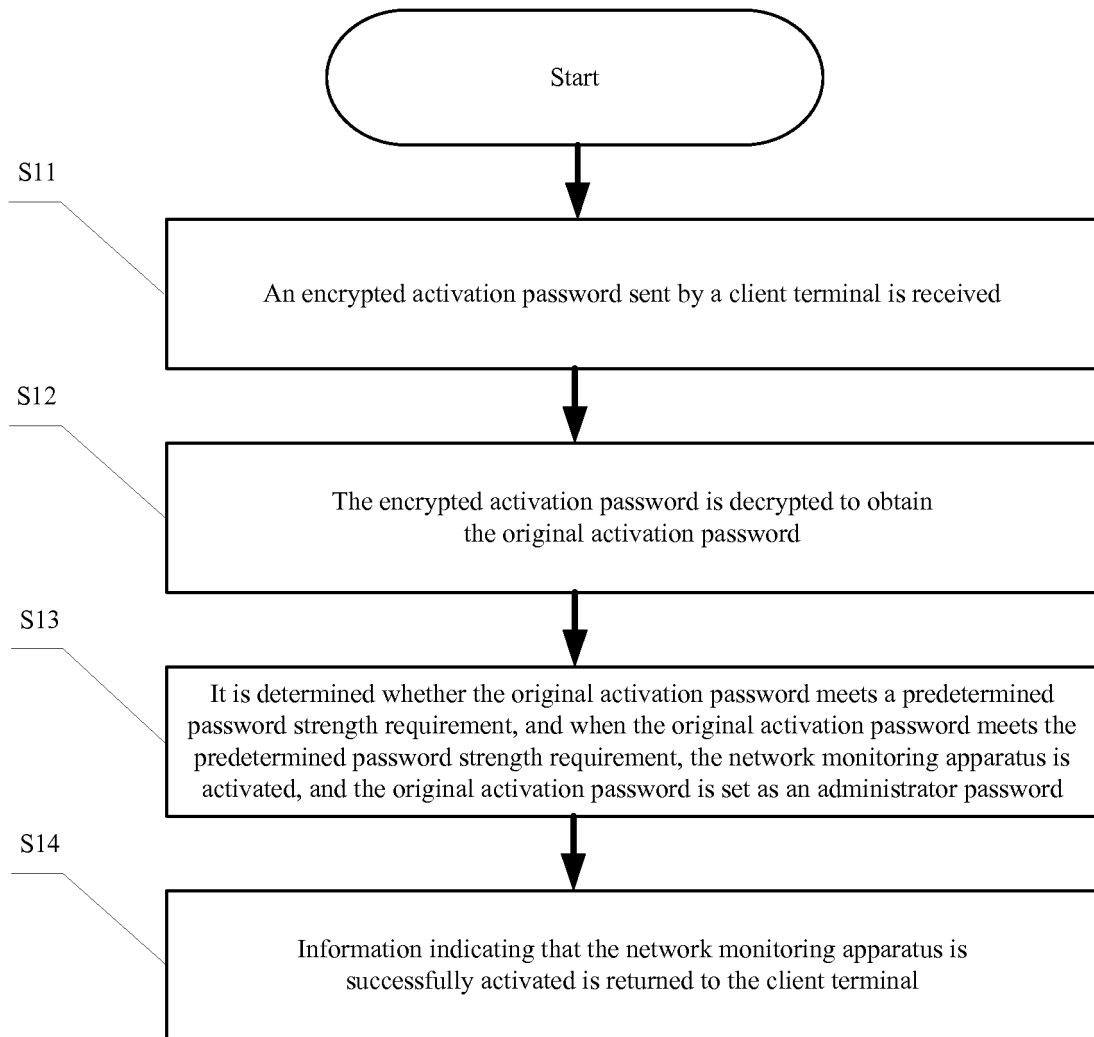 Start
S11
An encrypted activation password sent by a client terminal is received
S12
The encrypted activation password is decrypted to obtain
the original activation password
S13
It is determined whether the original activation password meets a predetermined
password strength requirement, and when the original activation password meets the
predetermined password strength requirement, the network monitoring apparatus is
activated, and the original activation password is set as an administrator password
S14
Information indicating that the network monitoring apparatus is
successfully activated is returned to the client terminal